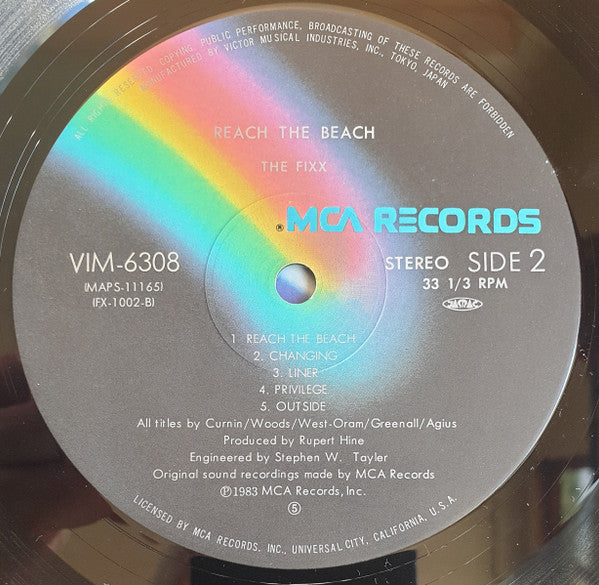 ALL RIGHTS RESERVED COPYING, PUBLIC PERFORMANCE, BROADCASTING OF THESE RECORDS ARE FORBIDDEN
MANUFACTURED BY VICTOR MUSICAL INDUSTRIES, INC., TOKYO, JAPAN
REACH THE BEACH
THE FIXX
® MCA RECORDS
VIM-6308
(MAPS-11165)
(FX-1002-B)
STEREO SIDE 2
33 1/3 RPM
JASRAC
1 REACH THE BEACH
2. CHANGING
3. LINER
4. PRIVILEGE
5. OUTSIDE
All titles by Curnin/Woods/West-Oram/Greenall/Agius
Produced by Rupert Hine
Engineered by Stephen W. Tayler
Original sound recordings made by MCA Records
℗1983 MCA Records, Inc.
⑤
LICENSED BY MCA RECORDS, INC., UNIVERSAL CITY, CALIFORNIA, U.S.A.